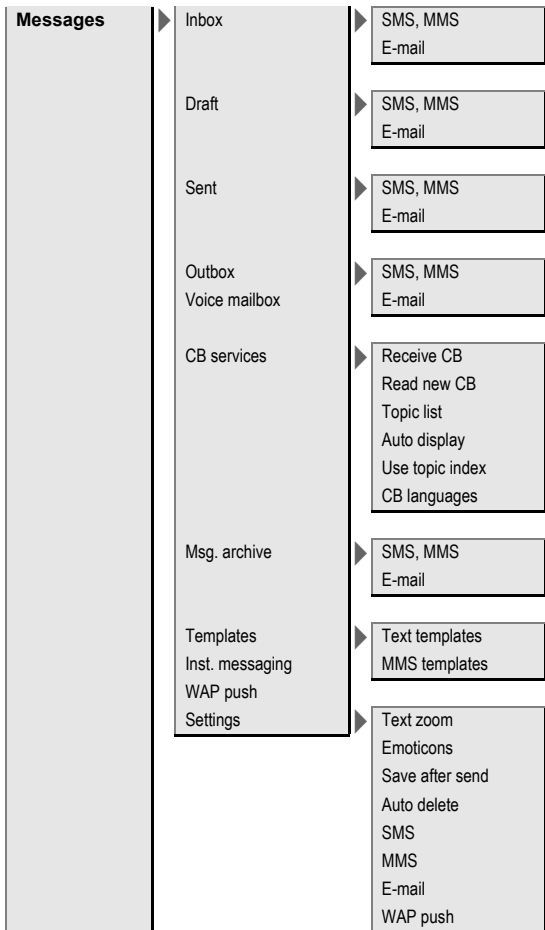 Messages Inbox SMS, MMS
E-mail
Draft SMS, MMS
E-mail
Sent SMS, MMS
E-mail
Outbox SMS, MMS
Voice mailbox E-mail
CB services Receive CB
Read new CB
Topic list
Auto display
Use topic index
CB languages
Msg. archive SMS, MMS
E-mail
Templates Text templates
Inst. messaging MMS templates
WAP push
Settings Text zoom
Emoticons
Save after send
Auto delete
SMS
MMS
E-mail
WAP push